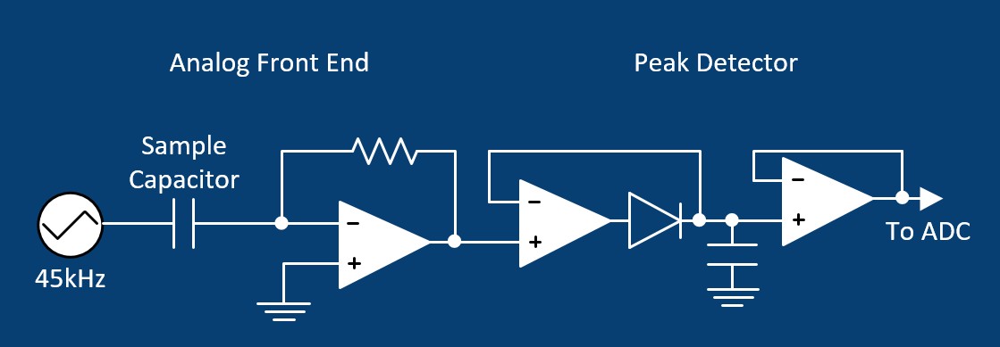 Analog Front End
Peak Detector
Sample
Capacitor
45kHz
-
+
-
+
-
+
To ADC